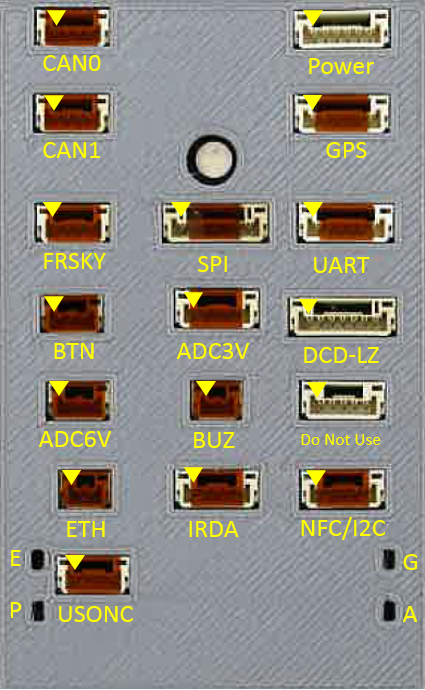 CAN0 Power
CAN1 GPS
FRSKY SPI UART
BTN ADC3V DCD-LZ
ADC6V BUZ Do Not Use
ETH IRDA NFC/I2C
E G
USONC
P A